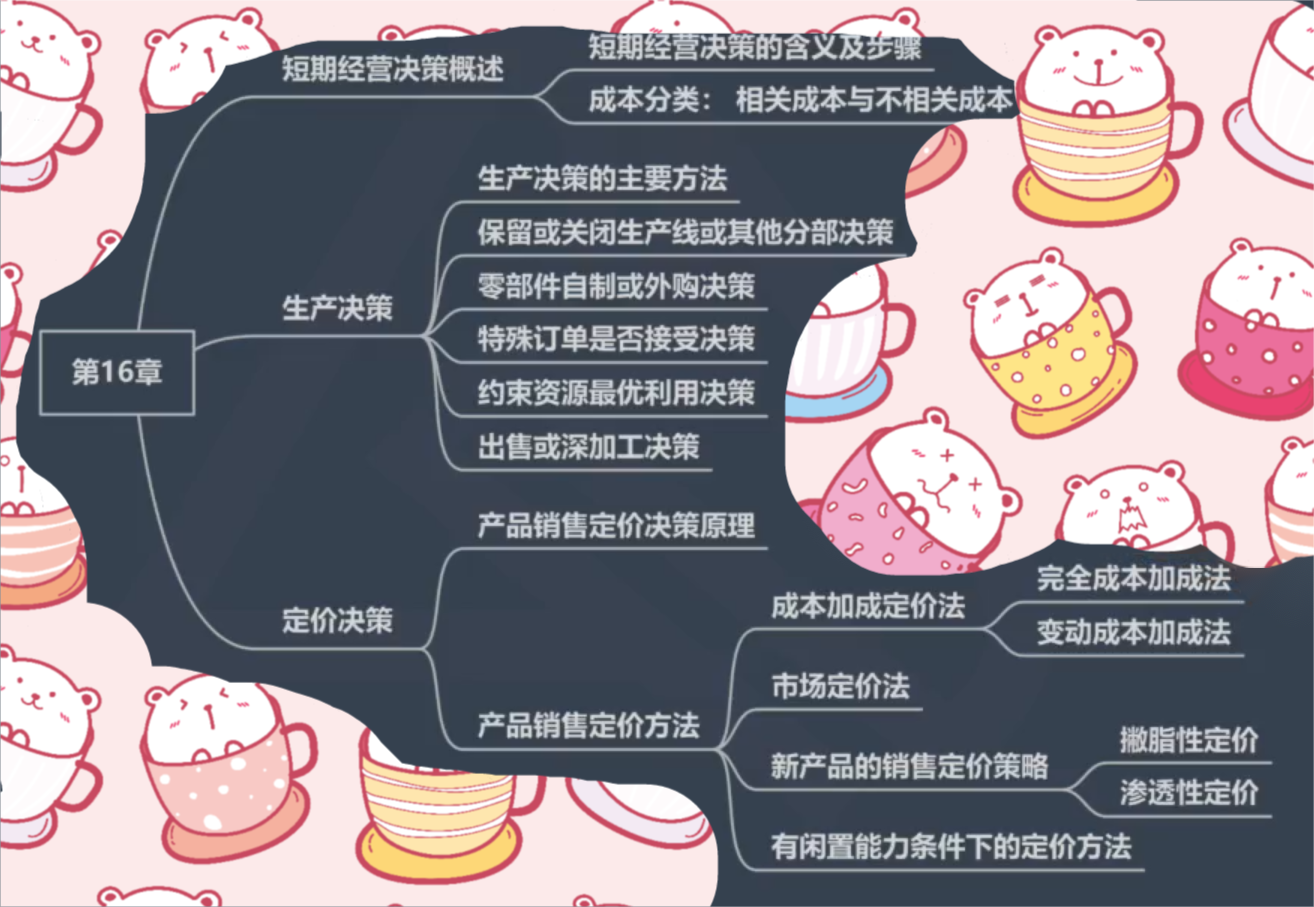 短期经营决策概述
短期经营决策的含义及步骤
成本分类： 相关成本与不相关成本
第16章
生产决策
生产决策的主要方法
保留或关闭生产线或其他分部决策
零部件自制或外购决策
特殊订单是否接受决策
约束资源最优利用决策
出售或深加工决策
定价决策
产品销售定价决策原理
产品销售定价方法
成本加成定价法
完全成本加成法
变动成本加成法
市场定价法
新产品的销售定价策略
撇脂性定价
渗透性定价
有闲置能力条件下的定价方法